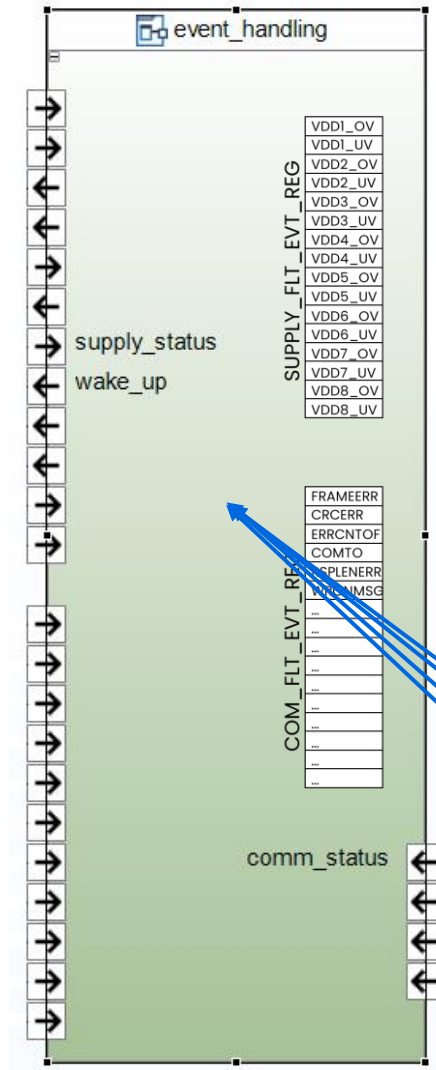 event_handling
supply_status
wake_up
SUPPLY_FLT_EVT_REG
VDD1_OV
VDD1_UV
VDD2_OV
VDD2_UV
VDD3_OV
VDD3_UV
VDD4_OV
VDD4_UV
VDD5_OV
VDD5_UV
VDD6_OV
VDD6_UV
VDD7_OV
VDD7_UV
VDD8_OV
VDD8_UV
COM_FLT_EVT_REG
FRAMEERR
CRCERR
ERRCNTOF
COMTO
...
...
...
...
...
...
...
...
...
...
comm_status